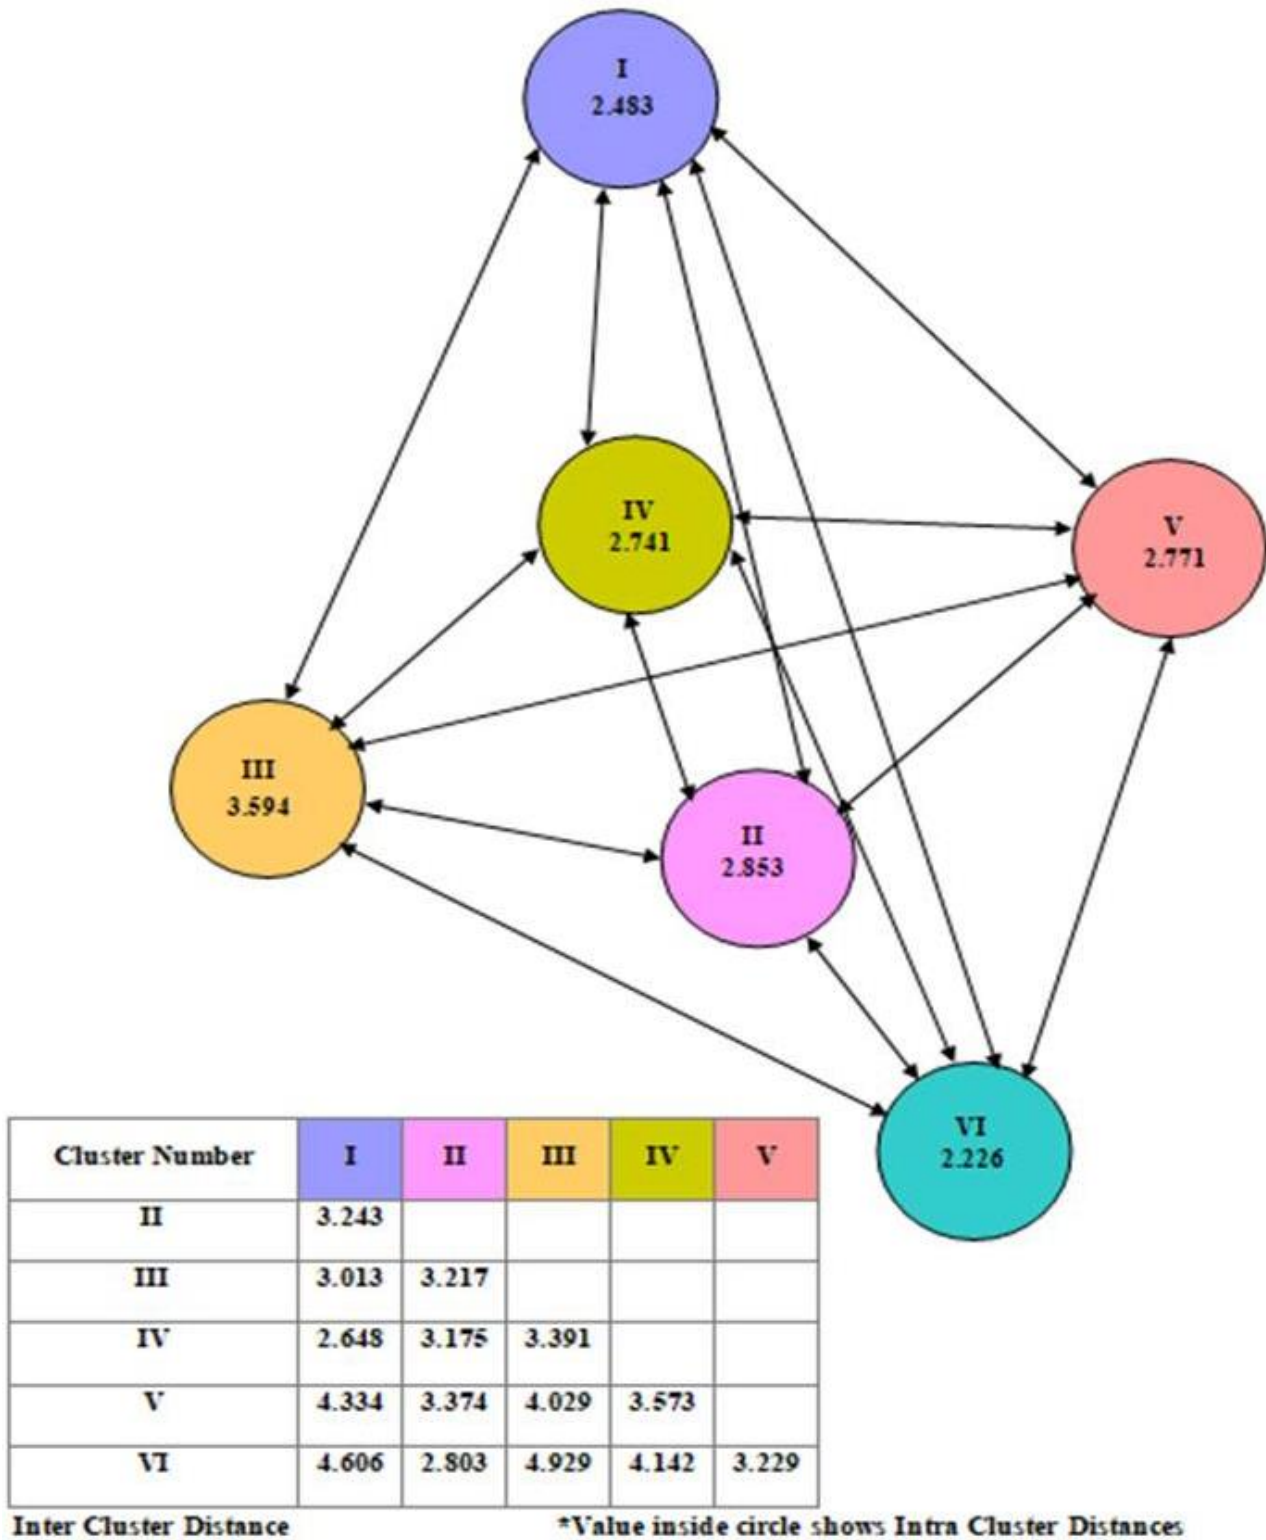 I
2.483
IV
2.741
V
2.771
III
3.594
II
2.853
VI
2.226
Cluster Number I II III IV V
II 3.243
III 3.013 3.217
IV 2.648 3.175 3.391
V 4.334 3.374 4.029 3.573
VI 4.606 2.803 4.929 4.142 3.229
Inter Cluster Distance *Value inside circle shows Intra Cluster Distances